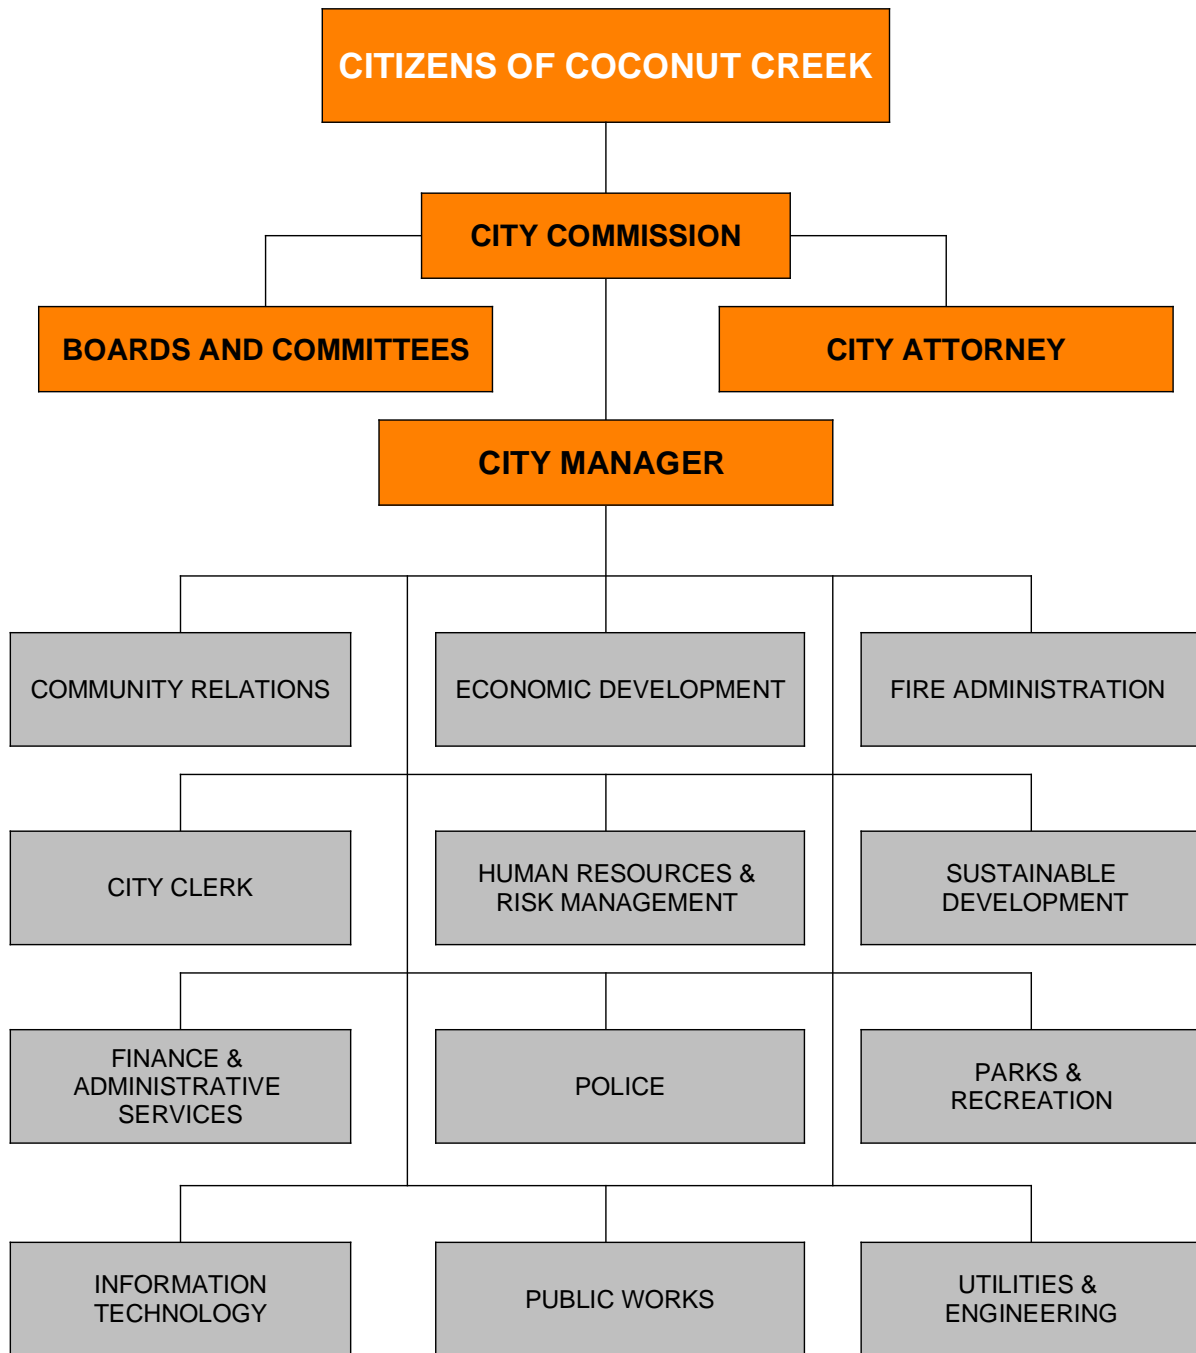 CITIZENS OF COCONUT CREEK
CITY COMMISSION
BOARDS AND COMMITTEES
CITY ATTORNEY
CITY MANAGER
COMMUNITY RELATIONS
ECONOMIC DEVELOPMENT
FIRE ADMINISTRATION
CITY CLERK
HUMAN RESOURCES &
RISK MANAGEMENT
SUSTAINABLE
DEVELOPMENT
FINANCE &
ADMINISTRATIVE
SERVICES
POLICE
PARKS &
RECREATION
INFORMATION
TECHNOLOGY
PUBLIC WORKS
UTILITIES &
ENGINEERING